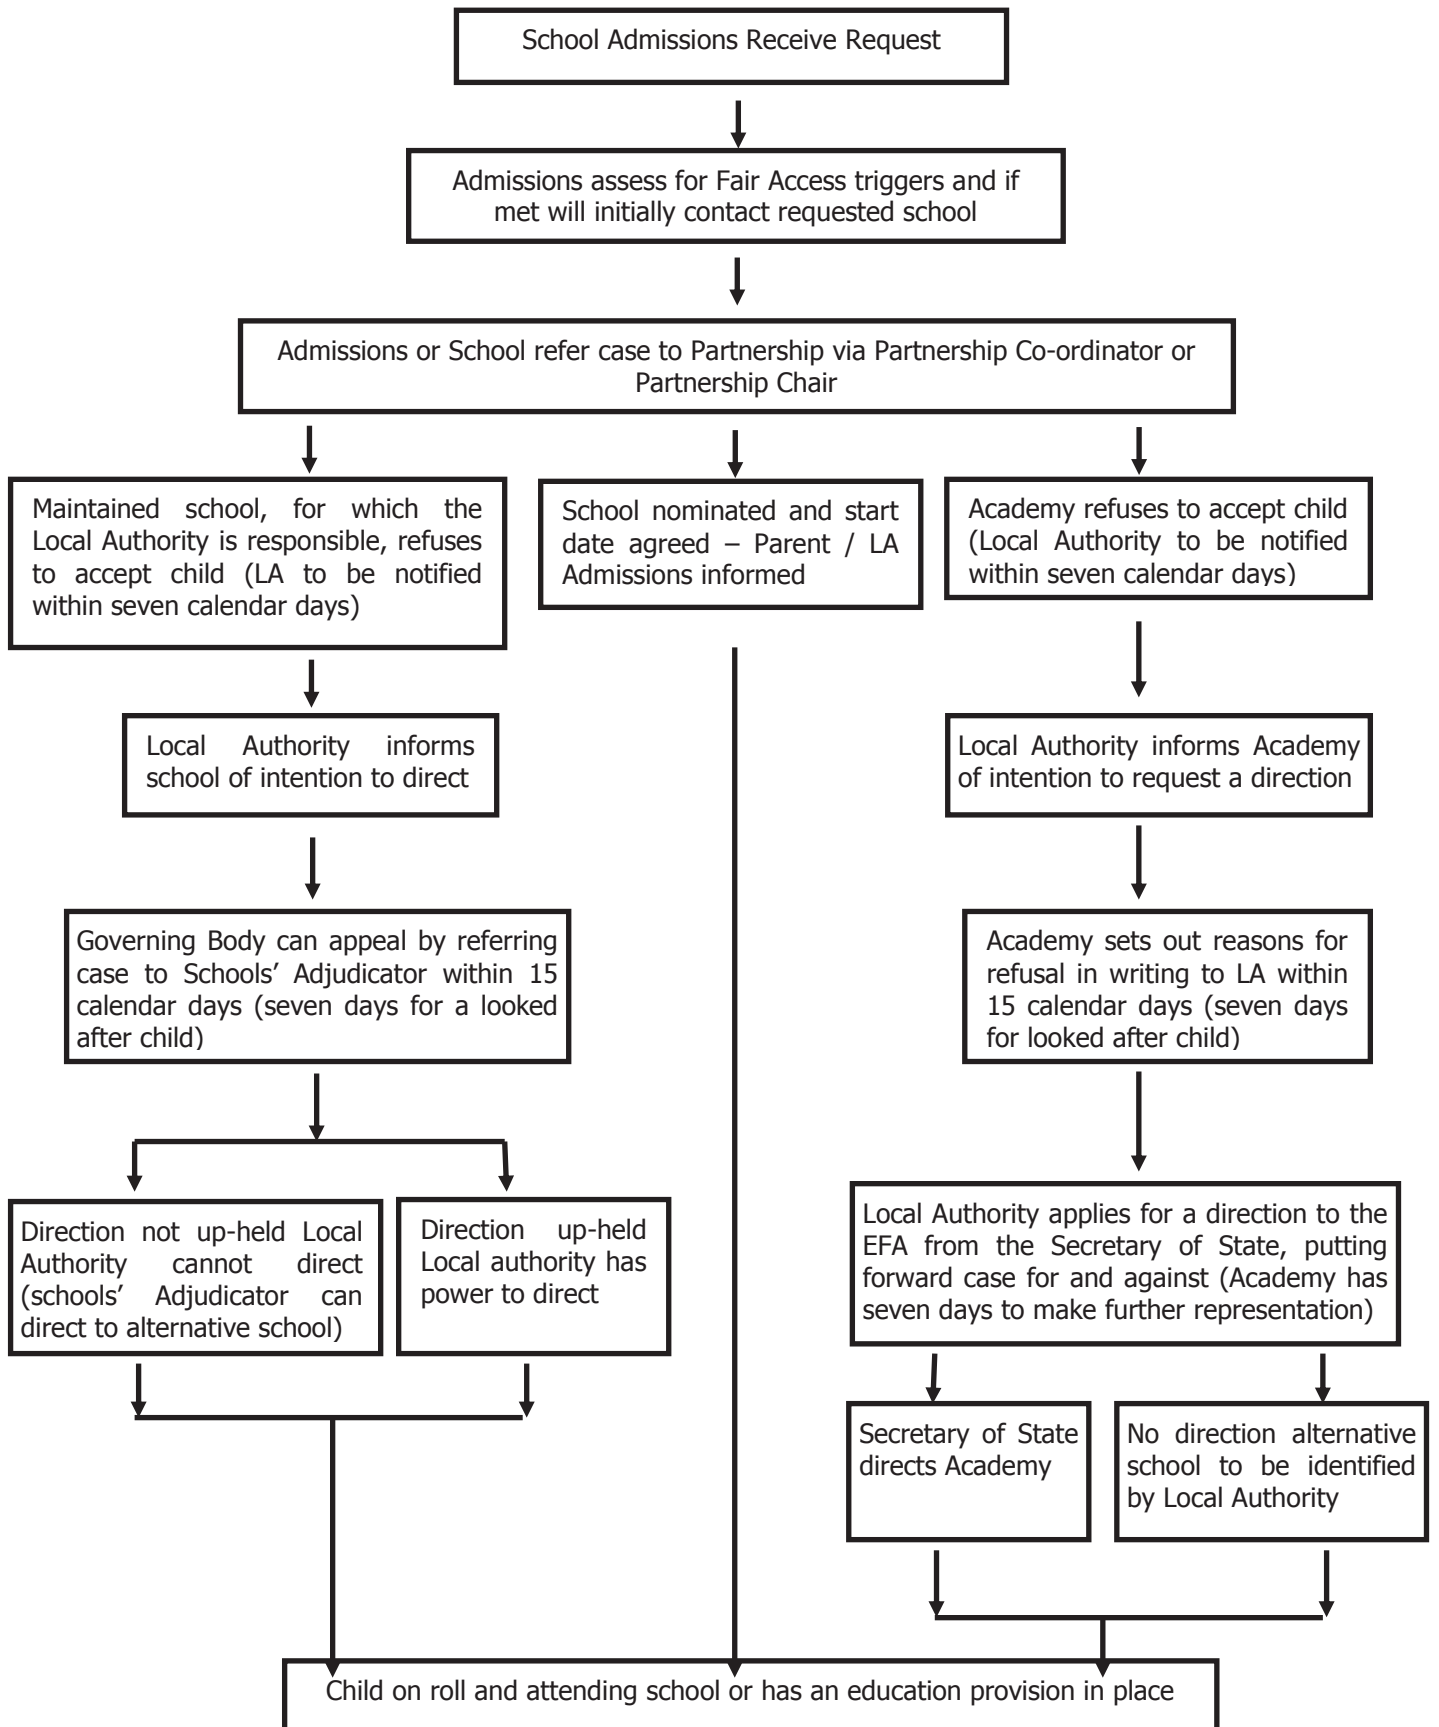 School Admissions Receive Request
Admissions assess for Fair Access triggers and if
met will initially contact requested school
Admissions or School refer case to Partnership via Partnership Co-ordinator or
Partnership Chair
Maintained school, for which the
Local Authority is responsible, refuses
to accept child (LA to be notified
within seven calendar days)
School nominated and start
date agreed – Parent / LA
Admissions informed
Academy refuses to accept child
(Local Authority to be notified
within seven calendar days)
Local Authority informs
school of intention to direct
Local Authority informs Academy
of intention to request a direction
Governing Body can appeal by referring
case to Schools’ Adjudicator within 15
calendar days (seven days for a looked
after child)
Academy sets out reasons for
refusal in writing to LA within
15 calendar days (seven days
for looked after child)
Direction not up-held Local
Authority cannot direct
(schools’ Adjudicator can
direct to alternative school)
Direction up-held
Local authority has
power to direct
Local Authority applies for a direction to the
EFA from the Secretary of State, putting
forward case for and against (Academy has
seven days to make further representation)
Secretary of State
directs Academy
No direction alternative
school to be identified
by Local Authority
Child on roll and attending school or has an education provision in place